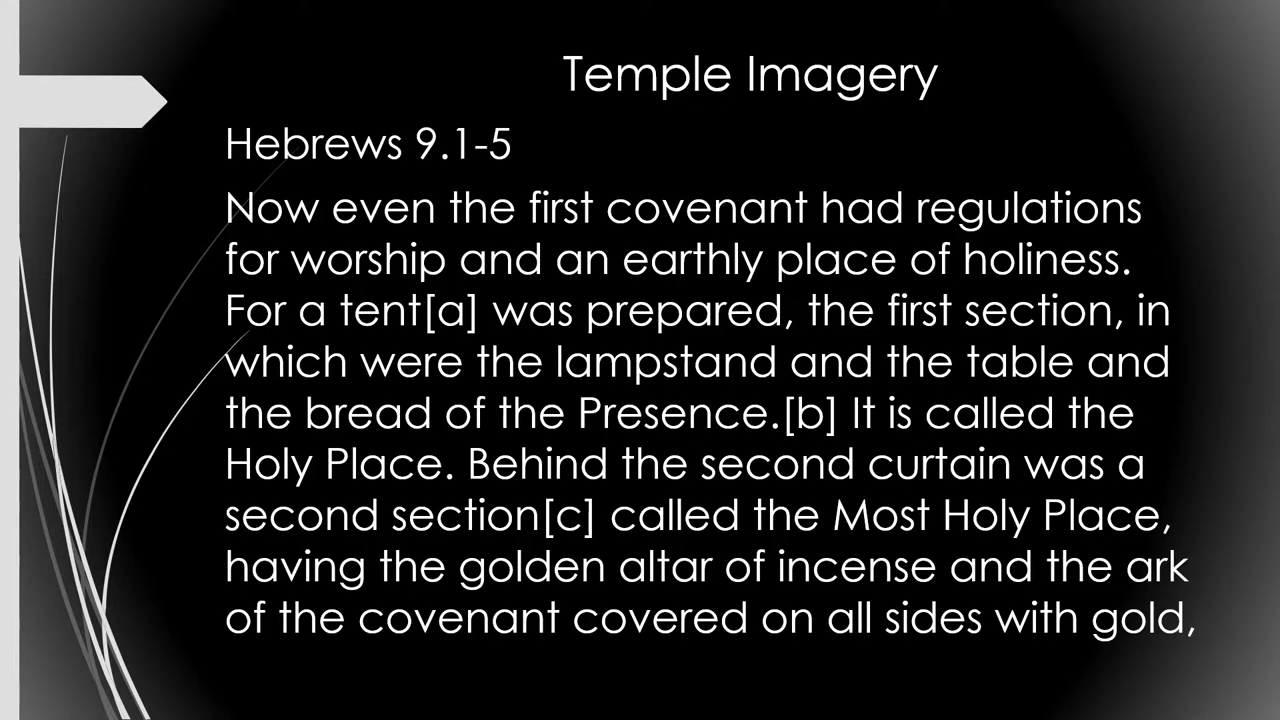 Temple Imagery
Hebrews 9.1-5
Now even the first covenant had regulations
for worship and an earthly place of holiness.
For a tent[a] was prepared, the first section, in
which were the lampstand and the table and
the bread of the Presence.[b] It is called the
Holy Place. Behind the second curtain was a
second section[c] called the Most Holy Place,
having the golden altar of incense and the ark
of the covenant covered on all sides with gold,